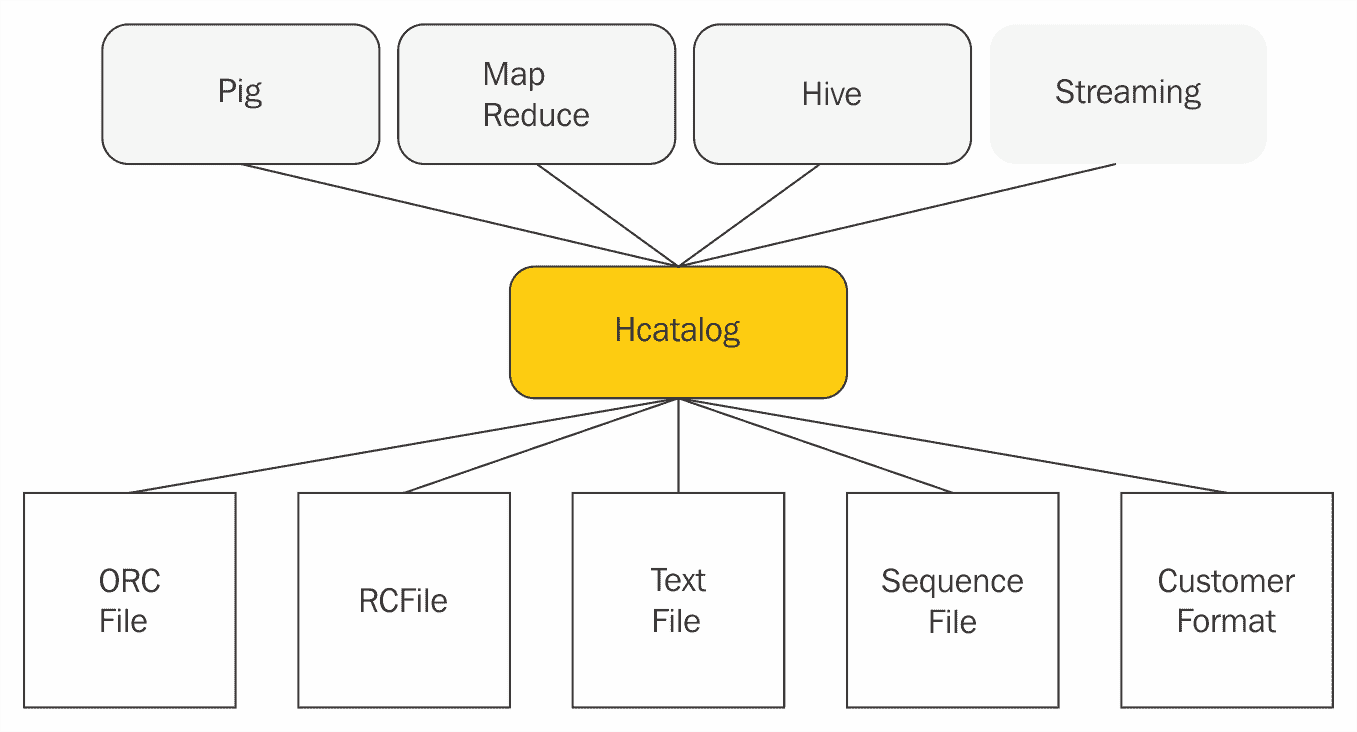 Pig
Map
Reduce
Hive
Streaming
Hcatalog
ORC
File
RCFile
Text
File
Sequence
File
Customer
Format